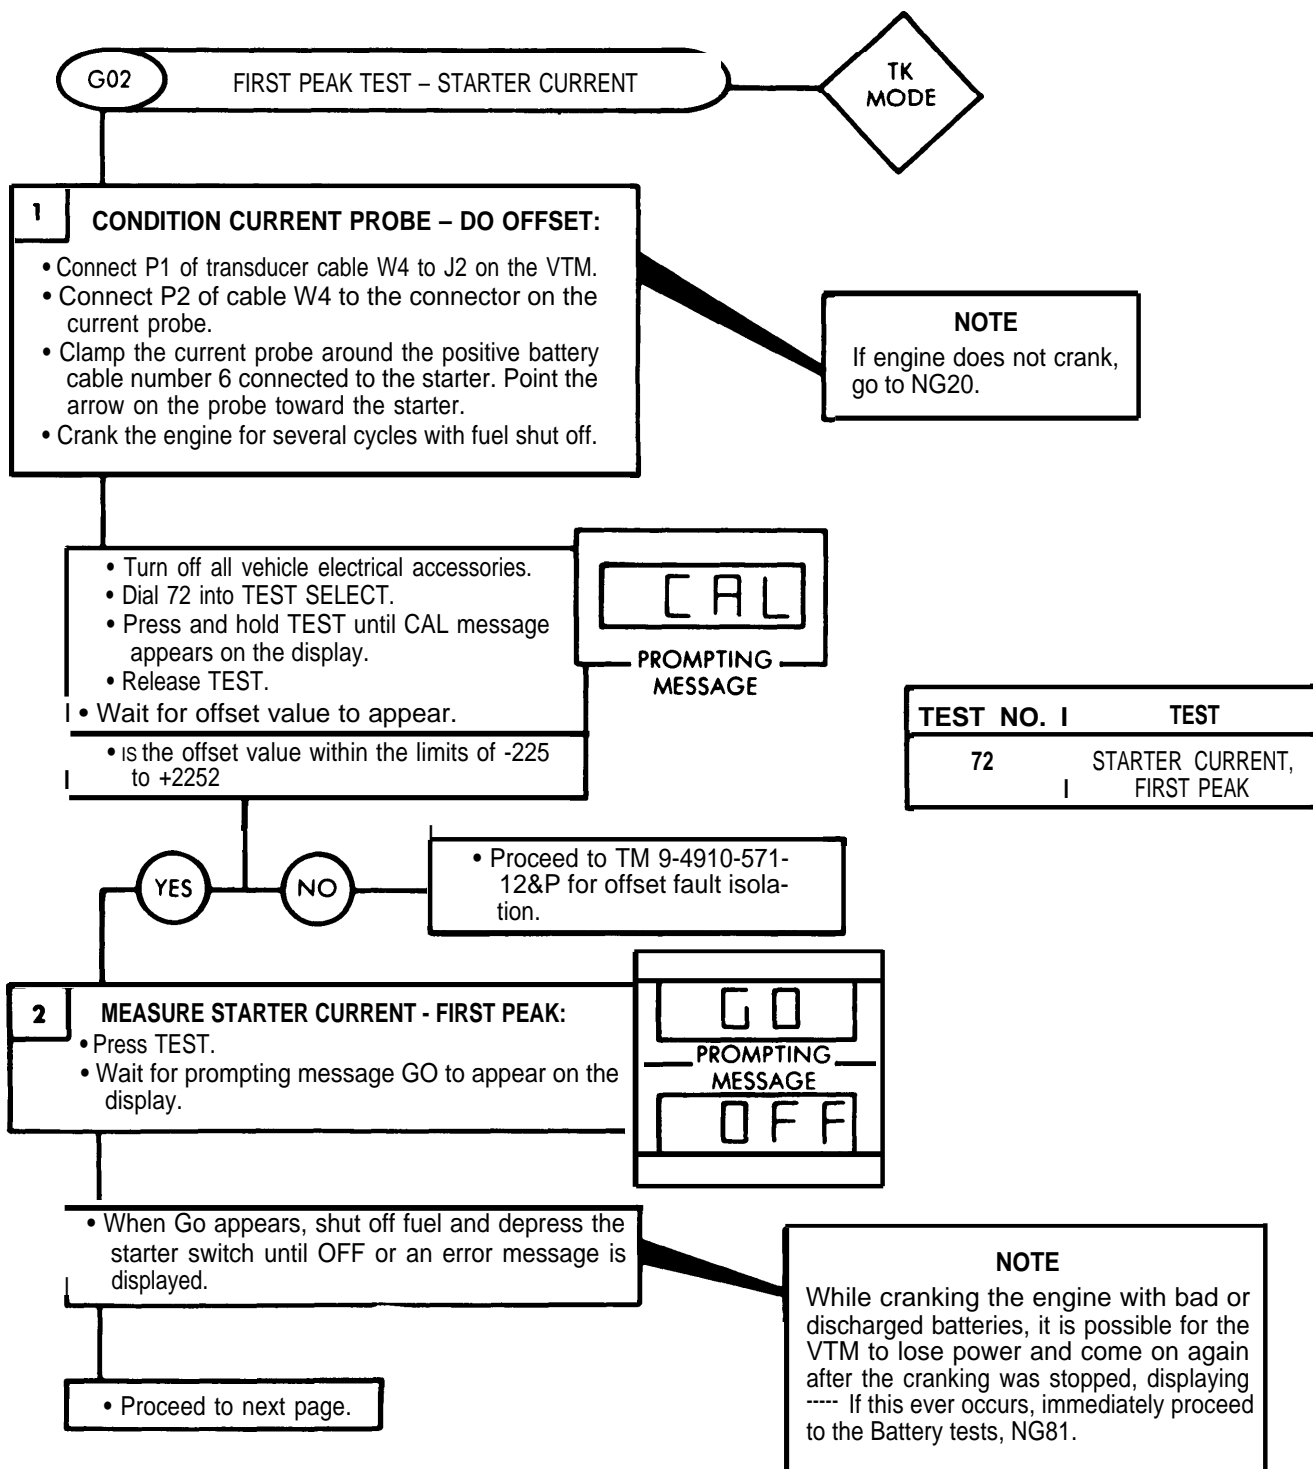 G02
FIRST PEAK TEST – STARTER CURRENT
TK
MODE
1
CONDITION CURRENT PROBE – DO OFFSET:
• Connect P1 of transducer cable W4 to J2 on the VTM.
• Connect P2 of cable W4 to the connector on the
current probe.
• Clamp the current probe around the positive battery
cable number 6 connected to the starter. Point the
arrow on the probe toward the starter.
• Crank the engine for several cycles with fuel shut off.
NOTE
If engine does not crank,
go to NG20.
• Turn off all vehicle electrical accessories.
• Dial 72 into TEST SELECT.
• Press and hold TEST until CAL message
appears on the display.
• Release TEST.
• Wait for offset value to appear.
• IS the offset value within the limits of -225
to +2252
CAL
PROMPTING
MESSAGE
TEST NO. I TEST
72 STARTER CURRENT,
I FIRST PEAK
YES
NO
• Proceed to TM 9-4910-571-
12&P for offset fault isola-
tion.
2
MEASURE STARTER CURRENT - FIRST PEAK:
• Press TEST.
• Wait for prompting message GO to appear on the
display.
GO
PROMPTING
MESSAGE
OFF
• When Go appears, shut off fuel and depress the
starter switch until OFF or an error message is
displayed.
NOTE
While cranking the engine with bad or
discharged batteries, it is possible for the
VTM to lose power and come on again
after the cranking was stopped, displaying
----- If this ever occurs, immediately proceed
to the Battery tests, NG81.
• Proceed to next page.